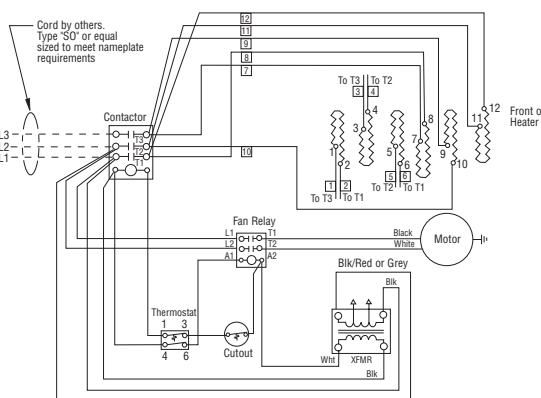 Cord by others.
Type "SO" or equal
sized to meet nameplate
requirements
12
11
9
8
7
To T3 To T2
3 4
Contactor
L3
L2
L1
T3
T2
T1
10
4
3
1
2
5
6
7
8
9
10
11
12
Front o
Heater
1 2
To T3 To T1
5 6
To T2 To T1
Fan Relay
L1 T1
L2 T2
A1 A2
Black
White
Motor
Blk/Red or Grey
Blk
Thermostat
1 3
4 6
Cutout
Wht XFMR
Blk